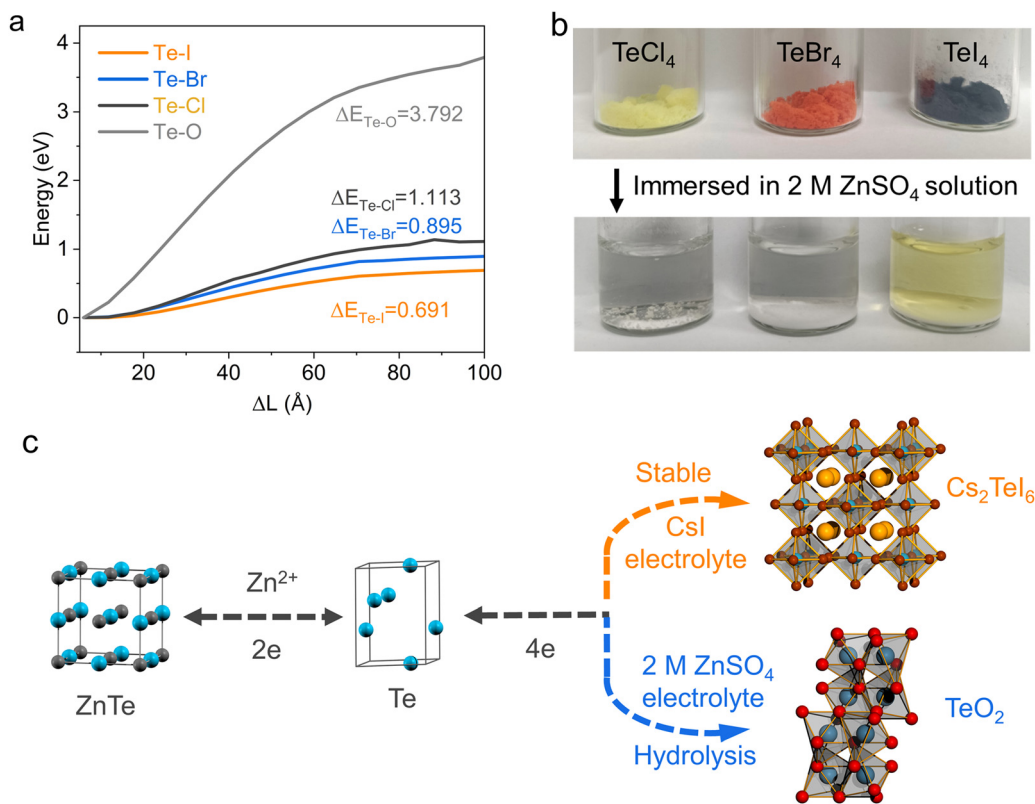 a
4
3
2
1
0
Energy (eV)
Te-I
Te-Br
Te-Cl
Te-O
ΔE_Te-O=3.792
ΔE_Te-Cl=1.113
ΔE_Te-Br=0.895
ΔE_Te-I=0.691
20 40 60 80 100
ΔL (Å)
b
TeCl₄ TeBr₄ TeI₄
Immersed in 2 M ZnSO₄ solution
c
ZnTe
Zn²⁺
2e
Te
4e
Stable
CsI
electrolyte
Cs₂TeI₆
2 M ZnSO₄
electrolyte
Hydrolysis
TeO₂